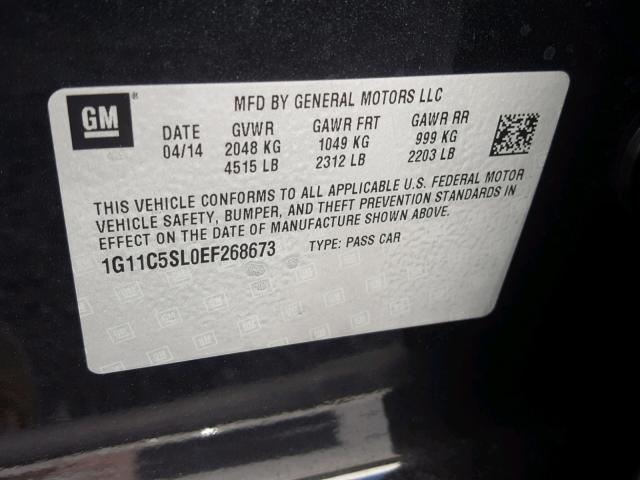 GM ®
MFD BY GENERAL MOTORS LLC
DATE GVWR GAWR FRT GAWR RR
04/14 2048 KG 1049 KG 999 KG
4515 LB 2312 LB 2203 LB
THIS VEHICLE CONFORMS TO ALL APPLICABLE U.S. FEDERAL MOTOR
VEHICLE SAFETY, BUMPER, AND THEFT PREVENTION STANDARDS IN
EFFECT ON THE DATE OF MANUFACTURE SHOWN ABOVE.
1G11C5SL0EF268673 TYPE: PASS CAR